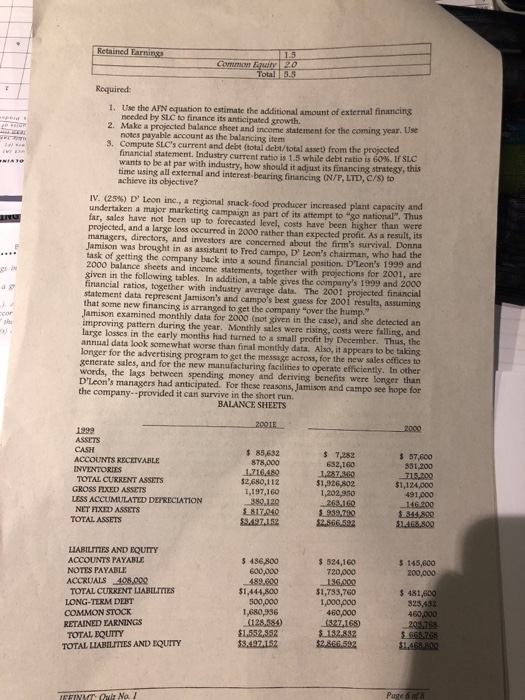 Retained Earnings 1.5
Common Equity 2.0
Total 5.5
Required:
1. Use the AFN equation to estimate the additional amount of external financing
needed by SLC to finance its anticipated growth.
2. Make a projected balance sheet and income statement for the coming year. Use
notes payable account as the balancing item.
3. Compute SLC's current and debt (total debt/total asset) from the projected
financial statement. Industry current ratio is 1.5 while debt ratio is 60%. If SLC
wants to be at par with industry, how should it adjust its financing strategy, this
time using all external and interest-bearing financing (N/P, LTD, C/S) to
achieve its objective?
IV. (25%) D' Leon inc., a regional snack-food producer increased plant capacity and
undertaken a major marketing campaign as part of its attempt to "go national". Thus
far, sales have not been up to forecasted level, costs have been higher than were
projected, and a large loss occurred in 2000 rather than expected profit. As a result, its
managers, directors, and investors are concerned about the firm's survival. Donna
Jamison was brought in as assistant to Fred campo, D' Leon's chairman, who had the
task of getting the company back into a sound financial position. D'Leon's 1999 and
2000 balance sheets and income statements, together with projections for 2001, are
given in the following tables. In addition, a table gives the company's 1999 and 2000
financial ratios, together with industry average data. The 2001 projected financial
statement data represent Jamison's and campo's best guess for 2001 results, assuming
that some new financing is arranged to get the company "over the hump."
Jamison examined monthly data for 2000 (not given in the case), and she detected an
improving pattern during the year. Monthly sales were rising, costs were falling, and
large losses in the early months had turned to a small profit by December. Thus, the
annual data look somewhat worse than final monthly data. Also, it appears to be taking
longer for the advertising program to get the message across, for the new sales offices to
generate sales, and for the new manufacturing facilities to operate efficiently. In other
words, the lags between spending money and deriving benefits were longer than
D'Leon's managers had anticipated. For these reasons, Jamison and campo see hope for
the company--provided it can survive in the short run.
BALANCE SHEETS
1999 2001E 2000
ASSETS
CASH $ 85,632 $ 7,282 $ 57,600
ACCOUNTS RECEIVABLE 878,000 632,160 351,200
INVENTORIES 1,716,480 1,287,360 715,200
TOTAL CURRENT ASSETS $2,680,112 $1,926,802 $1,124,000
GROSS FIXED ASSETS 1,197,160 1,202,950 491,000
LESS ACCUMULATED DEPRECIATION 380,120 263,160 146,200
NET FIXED ASSETS $ 817,040 $ 939,790 $ 344,800
TOTAL ASSETS $3,497,152 $2,866,592 $1,468,800
LIABILITIES AND EQUITY
ACCOUNTS PAYABLE $ 436,800 $ 524,160 $ 145,600
NOTES PAYABLE 600,000 720,000 200,000
ACCRUALS 408,000 489,600 136,000
TOTAL CURRENT LIABILITIES $1,444,800 $1,733,760 $ 481,600
LONG-TERM DEBT 500,000 1,000,000 323,432
COMMON STOCK 1,680,936 460,000 460,000
RETAINED EARNINGS (128,584) (327,168) 203,768
TOTAL EQUITY $1,552,352 $ 132,832 $ 663,768
TOTAL LIABILITIES AND EQUITY $3,497,152 $2,866,592 $1,468,800
Quiz No. 1 Page 6 of 8